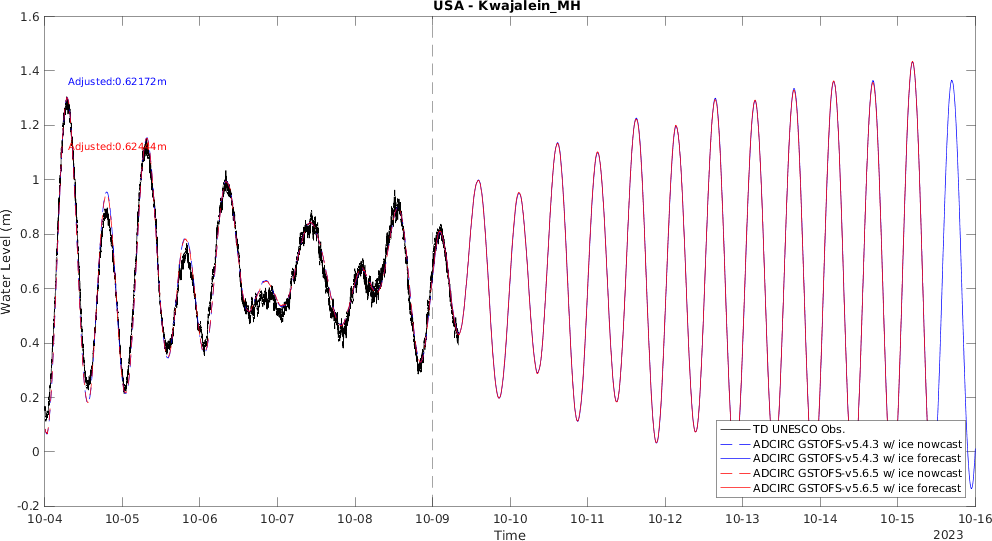 USA - Kwajalein_MH
1.6
1.4
1.2
1
0.8
0.6
0.4
0.2
0
-0.2
Water Level (m)
Adjusted:0.62172m
TD UNESCO Obs.
ADCIRC GSTOFS-v5.4.3 w/ ice nowcast
ADCIRC GSTOFS-v5.4.3 w/ ice forecast
ADCIRC GSTOFS-v5.6.5 w/ ice nowcast
ADCIRC GSTOFS-v5.6.5 w/ ice forecast
10-04 10-05 10-06 10-07 10-08 10-09 10-10 10-11 10-12 10-13 10-14 10-15 10-16
Time
2023